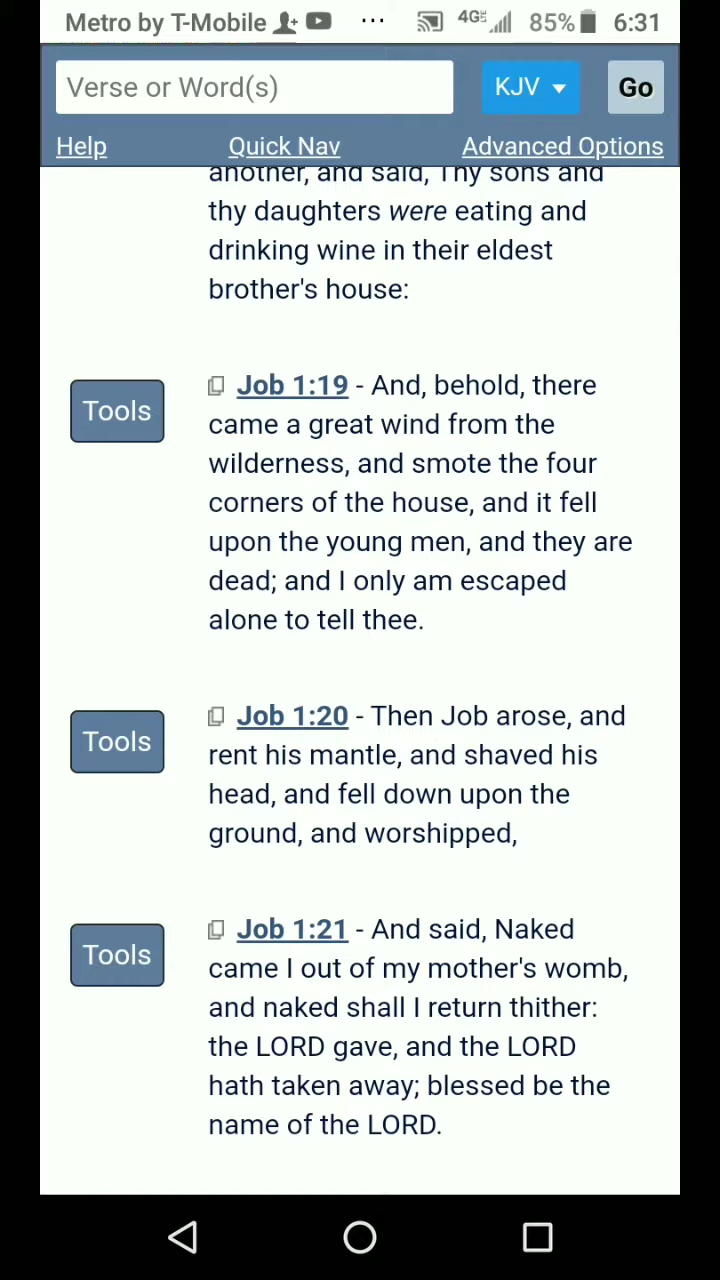 Metro by T-Mobile ... 4G 85% 6:31
Verse or Word(s) KJV Go
Help Quick Nav Advanced Options
another, and said, Thy sons and
thy daughters were eating and
drinking wine in their eldest
brother's house:
Tools
Job 1:19 - And, behold, there
came a great wind from the
wilderness, and smote the four
corners of the house, and it fell
upon the young men, and they are
dead; and I only am escaped
alone to tell thee.
Tools
Job 1:20 - Then Job arose, and
rent his mantle, and shaved his
head, and fell down upon the
ground, and worshipped,
Tools
Job 1:21 - And said, Naked
came I out of my mother's womb,
and naked shall I return thither:
the LORD gave, and the LORD
hath taken away; blessed be the
name of the LORD.